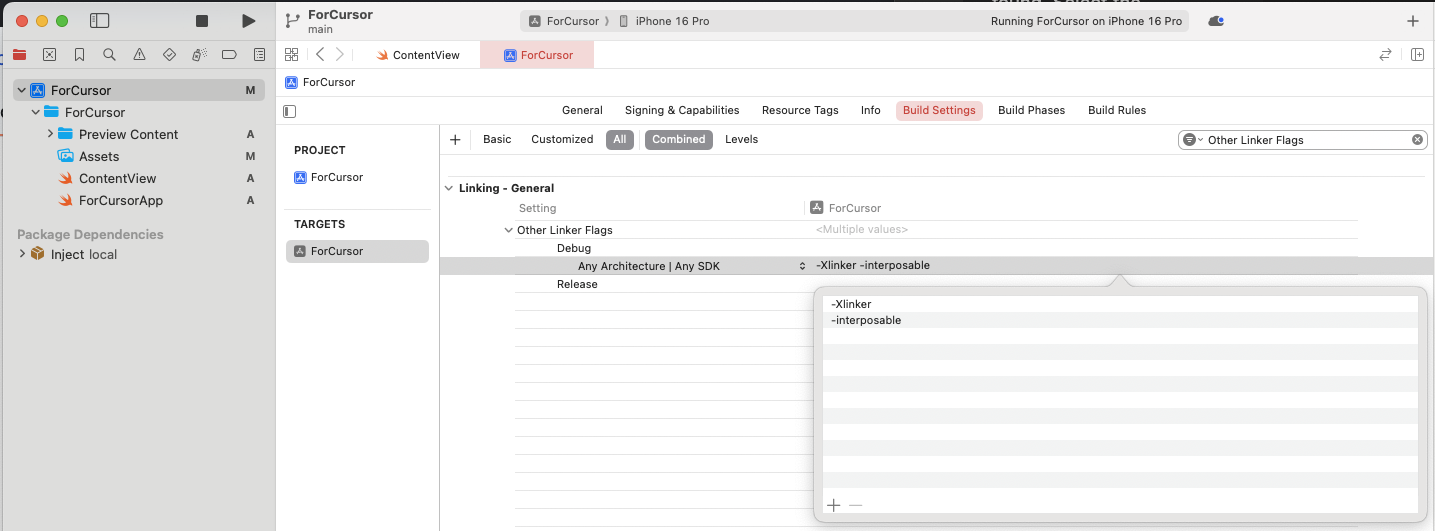 ForCursor
main
ForCursor
iPhone 16 Pro
Running ForCursor on iPhone 16 Pro
ContentView
ForCursor
ForCursor
ForCursor M
ForCursor
Preview Content A
Assets M
ContentView A
ForCursorApp A
Package Dependencies
Inject local
General Signing & Capabilities Resource Tags Info Build Settings Build Phases Build Rules
PROJECT
ForCursor
TARGETS
ForCursor
Basic Customized All Combined Levels
Other Linker Flags
Linking - General
Setting ForCursor
Other Linker Flags <Multiple values>
Debug
Any Architecture | Any SDK -Xlinker -interposable
Release
-Xlinker
-interposable